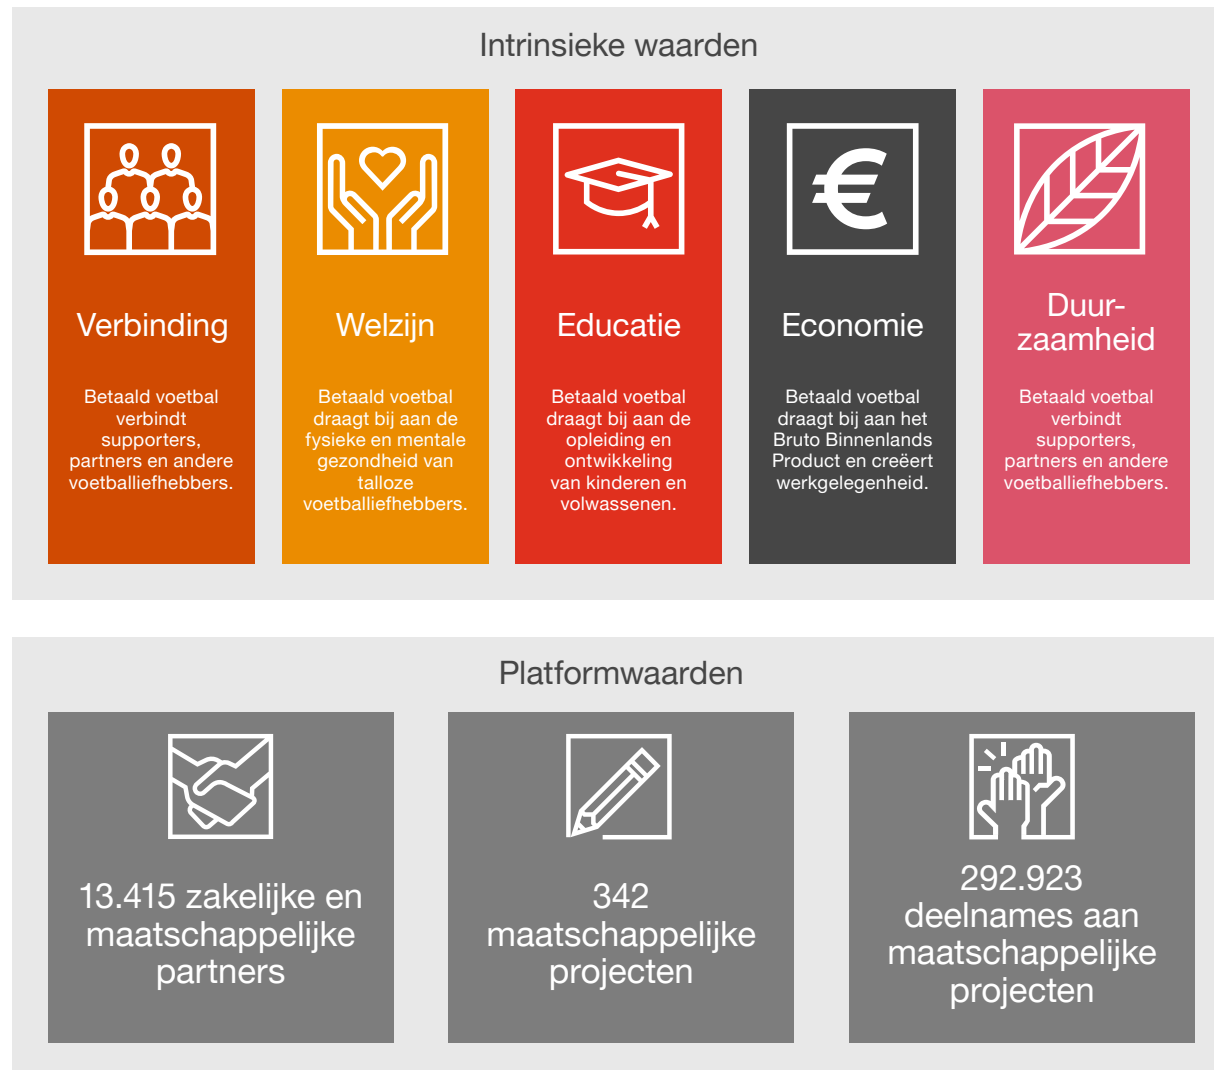 Intrinsieke waarden
Verbinding
Betaald voetbal
verbindt
supporters,
partners en andere
voetballiefhebbers.
Welzijn
Betaald voetbal
draagt bij aan de
fysieke en mentale
gezondheid van
talloze
voetballiefhebbers.
Educatie
Betaald voetbal
draagt bij aan de
opleiding en
ontwikkeling
van kinderen en
volwassenen.
€
Economie
Betaald voetbal
draagt bij aan het
Bruto Binnenlands
Product en creëert
werkgelegenheid.
Duur-
zaamheid
Betaald voetbal
verbindt
supporters,
partners en andere
voetballiefhebbers.
Platformwaarden
13.415 zakelijke en
maatschappelijke
partners
342
maatschappelijke
projecten
292.923
deelnames aan
maatschappelijke
projecten